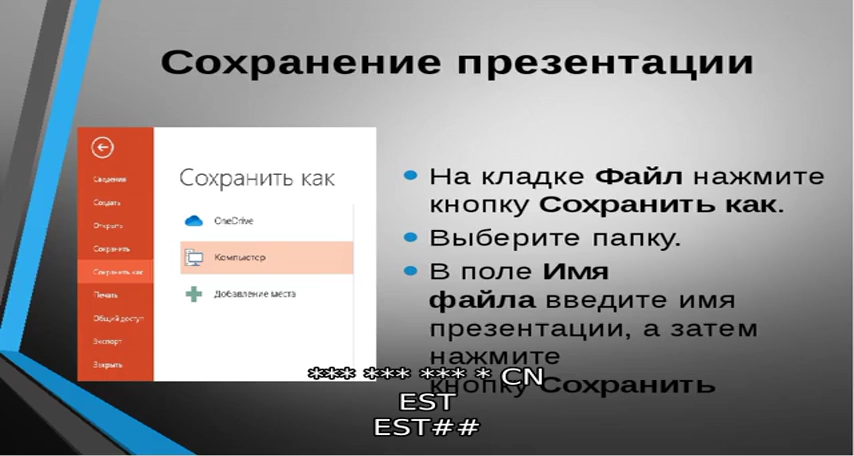 Сохранение презентации
Сведения
Создать
Открыть
Сохранить
Сохранить как
Печать
Общий доступ
Экспорт
Закрыть
Сохранить как
OneDrive
Компьютер
Добавление места
На кладке Файл нажмите
кнопку Сохранить как.
Выберите папку.
В поле Имя
файла введите имя
презентации, а затем
нажмите
кнопку Сохранить
*** *** *** * CN
EST
EST##